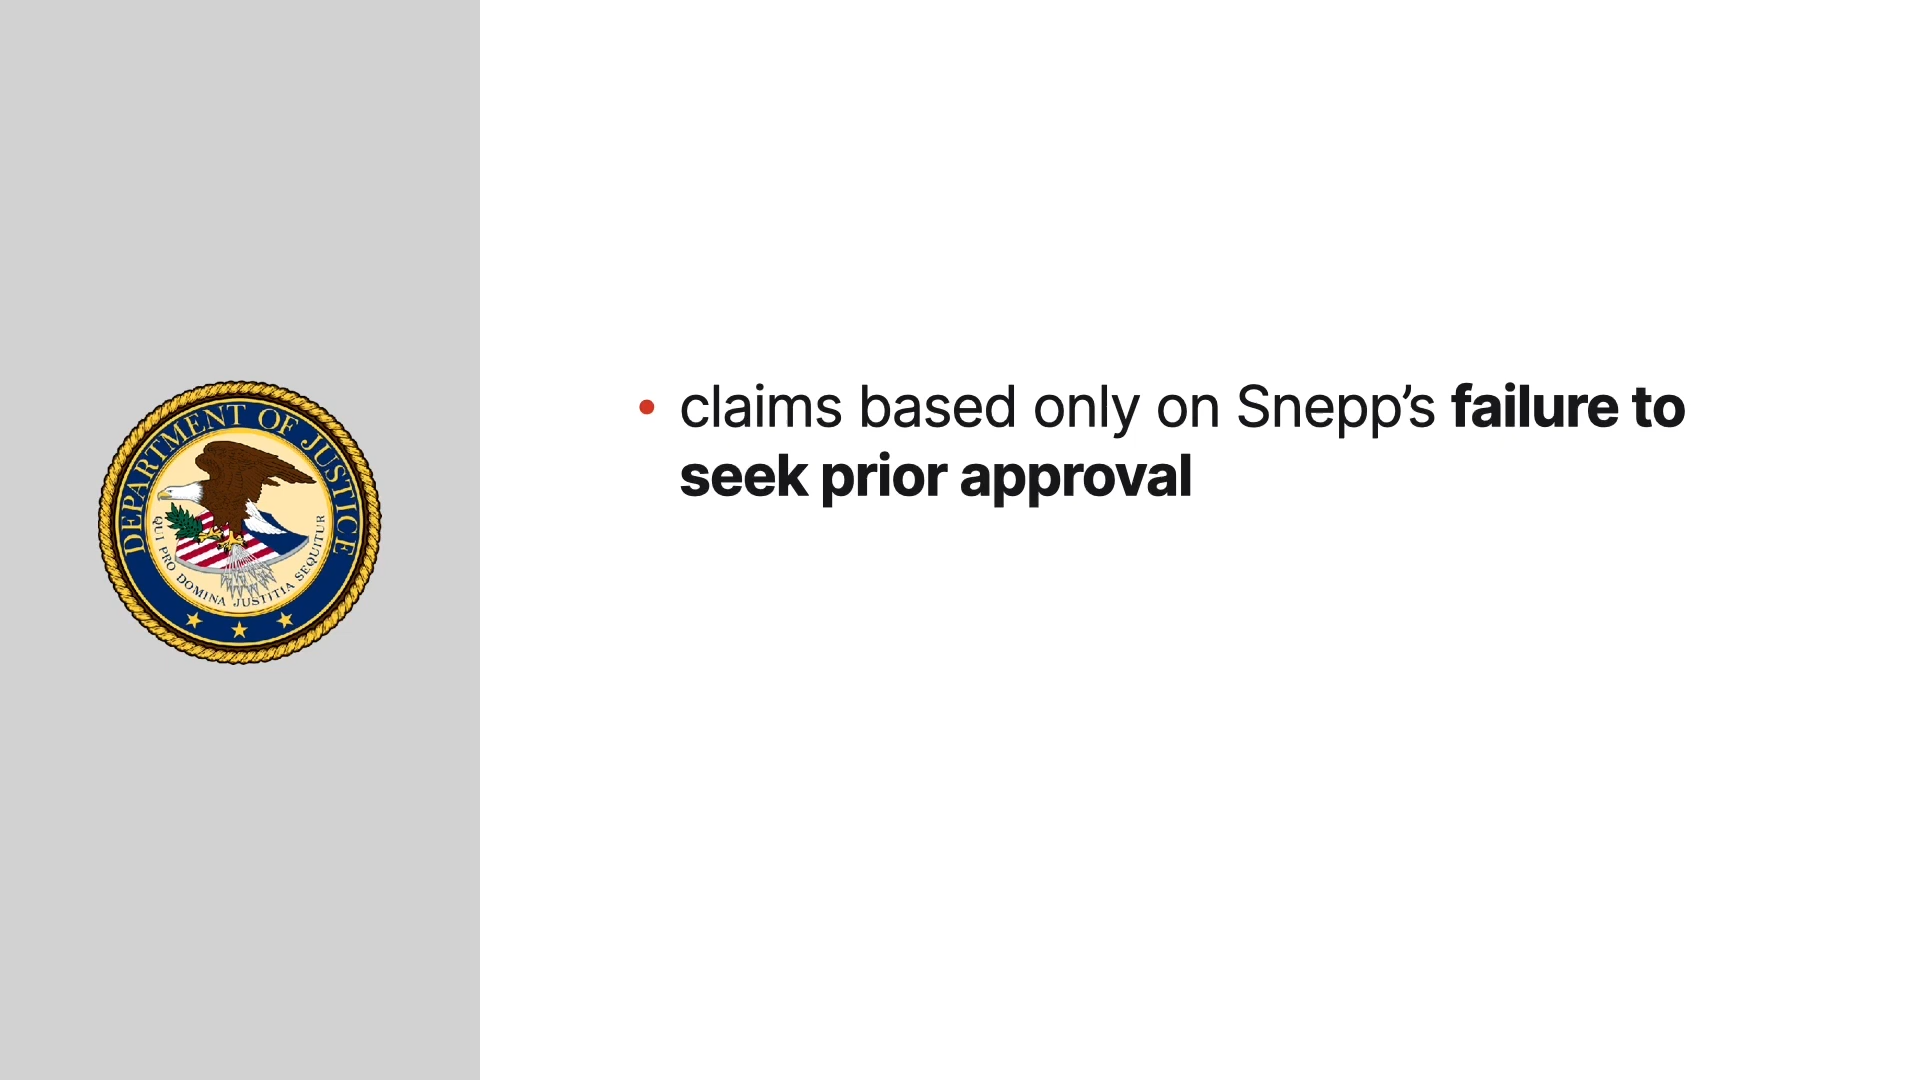 DEPARTMENT OF JUSTICE
QUI PRO DOMINA JUSTITIA SEQUITUR
• claims based only on Snepp’s failure to
seek prior approval